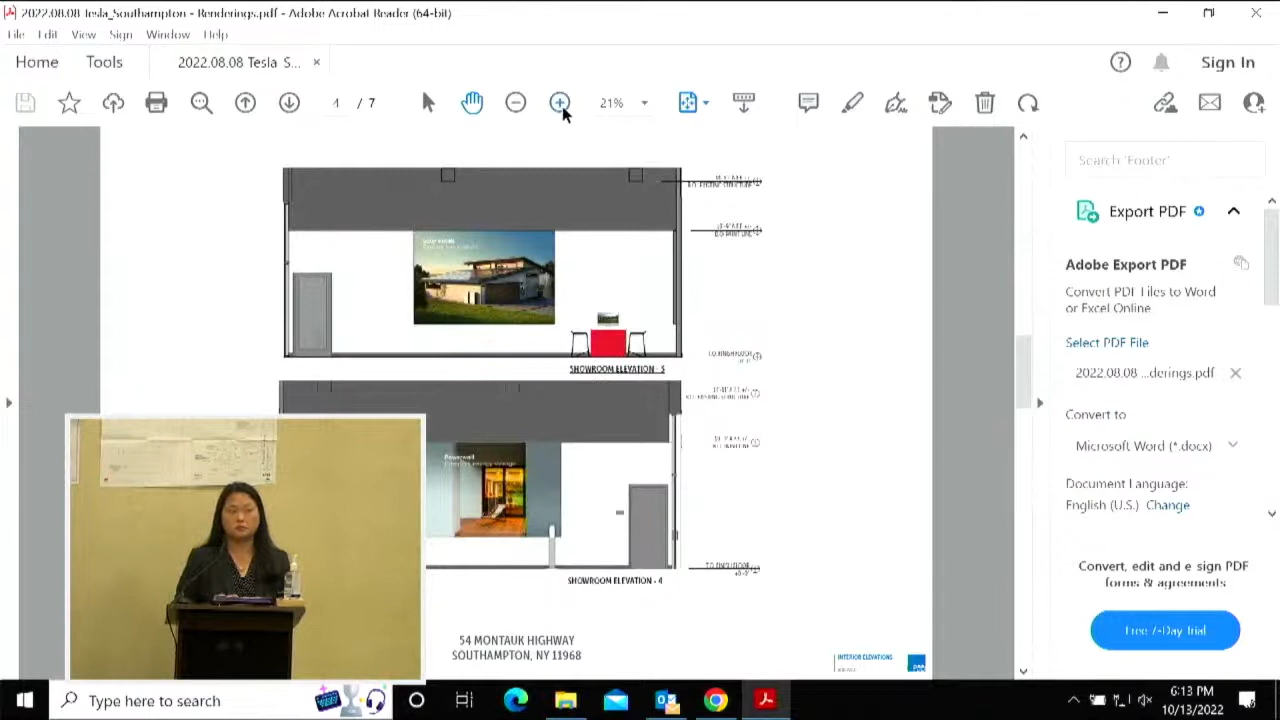 2022.08.08 Tesla_Southampton - Renderings.pdf - Adobe Acrobat Reader (64-bit)
File Edit View Sign Window Help
Home Tools 2022.08.08 Tesla S... × Sign In
4 / 7 21%
Search 'Footer'
Export PDF
Adobe Export PDF
Convert PDF Files to Word
or Excel Online
Select PDF File
2022.08.08 ...derings.pdf
Convert to
Microsoft Word (*.docx)
Document Language:
English (U.S.) Change
Convert, edit and e-sign PDF
forms & agreements
Free 7-Day Trial
SHOWROOM ELEVATION - 5
Powerwall
SHOWROOM ELEVATION - 4
54 MONTAUK HIGHWAY
SOUTHAMPTON, NY 11968
INTERIOR ELEVATIONS
Type here to search
6:13 PM
10/13/2022